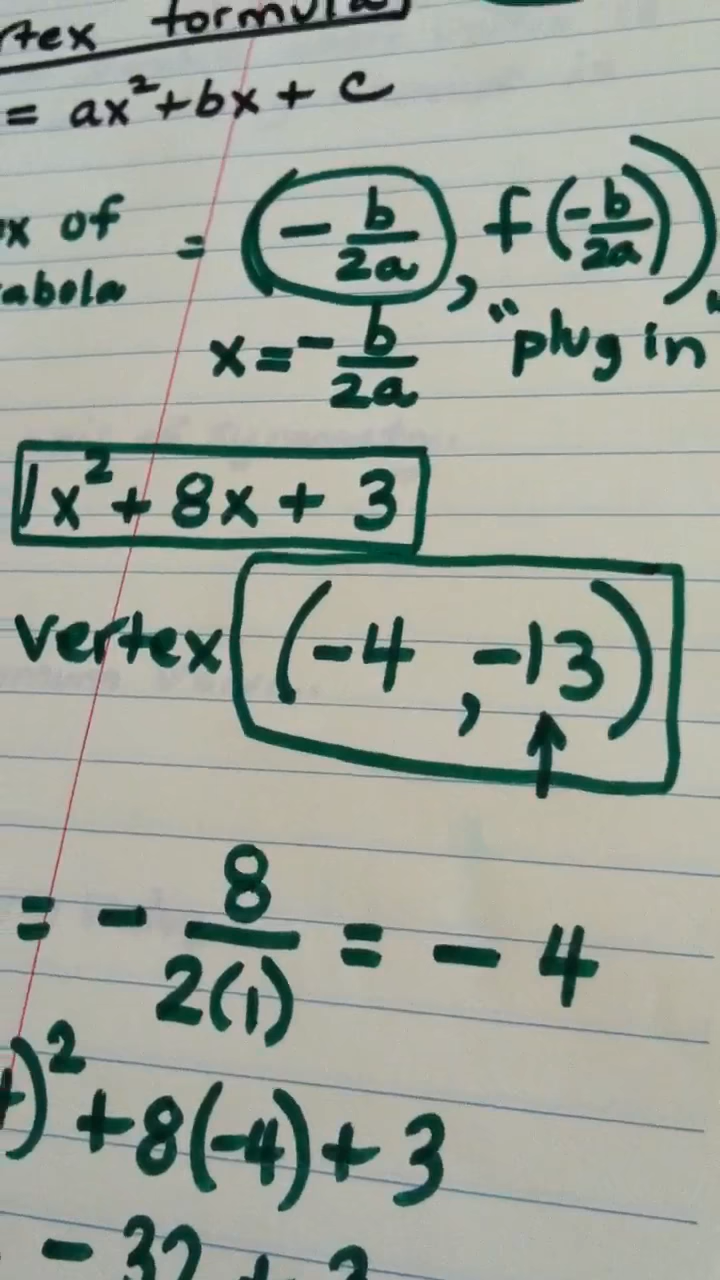 rtex formula
= ax²+bx + c
x of
abola
= (- b/2a, f(-b/2a))
x = - b/2a
"plug in"
1x² + 8x + 3
vertex (-4, -13)
= - 8/2(1) = - 4
)² + 8(-4) + 3
- 32 + 3